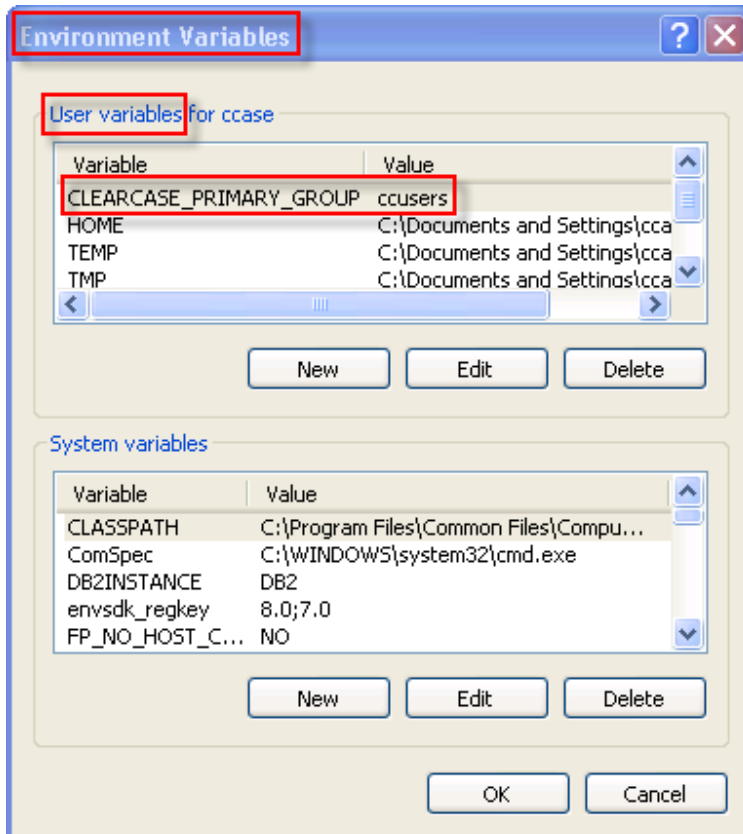 Environment Variables
User variables for ccase
Variable Value
CLEARCASE_PRIMARY_GROUP ccusers
HOME C:\Documents and Settings\cca
TEMP C:\Documents and Settings\cca
TMP C:\Documents and Settings\cca
New Edit Delete
System variables
Variable Value
CLASSPATH C:\Program Files\Common Files\Compu...
ComSpec C:\WINDOWS\system32\cmd.exe
DB2INSTANCE DB2
envsdk_regkey 8.0;7.0
FP_NO_HOST_C... NO
New Edit Delete
OK Cancel